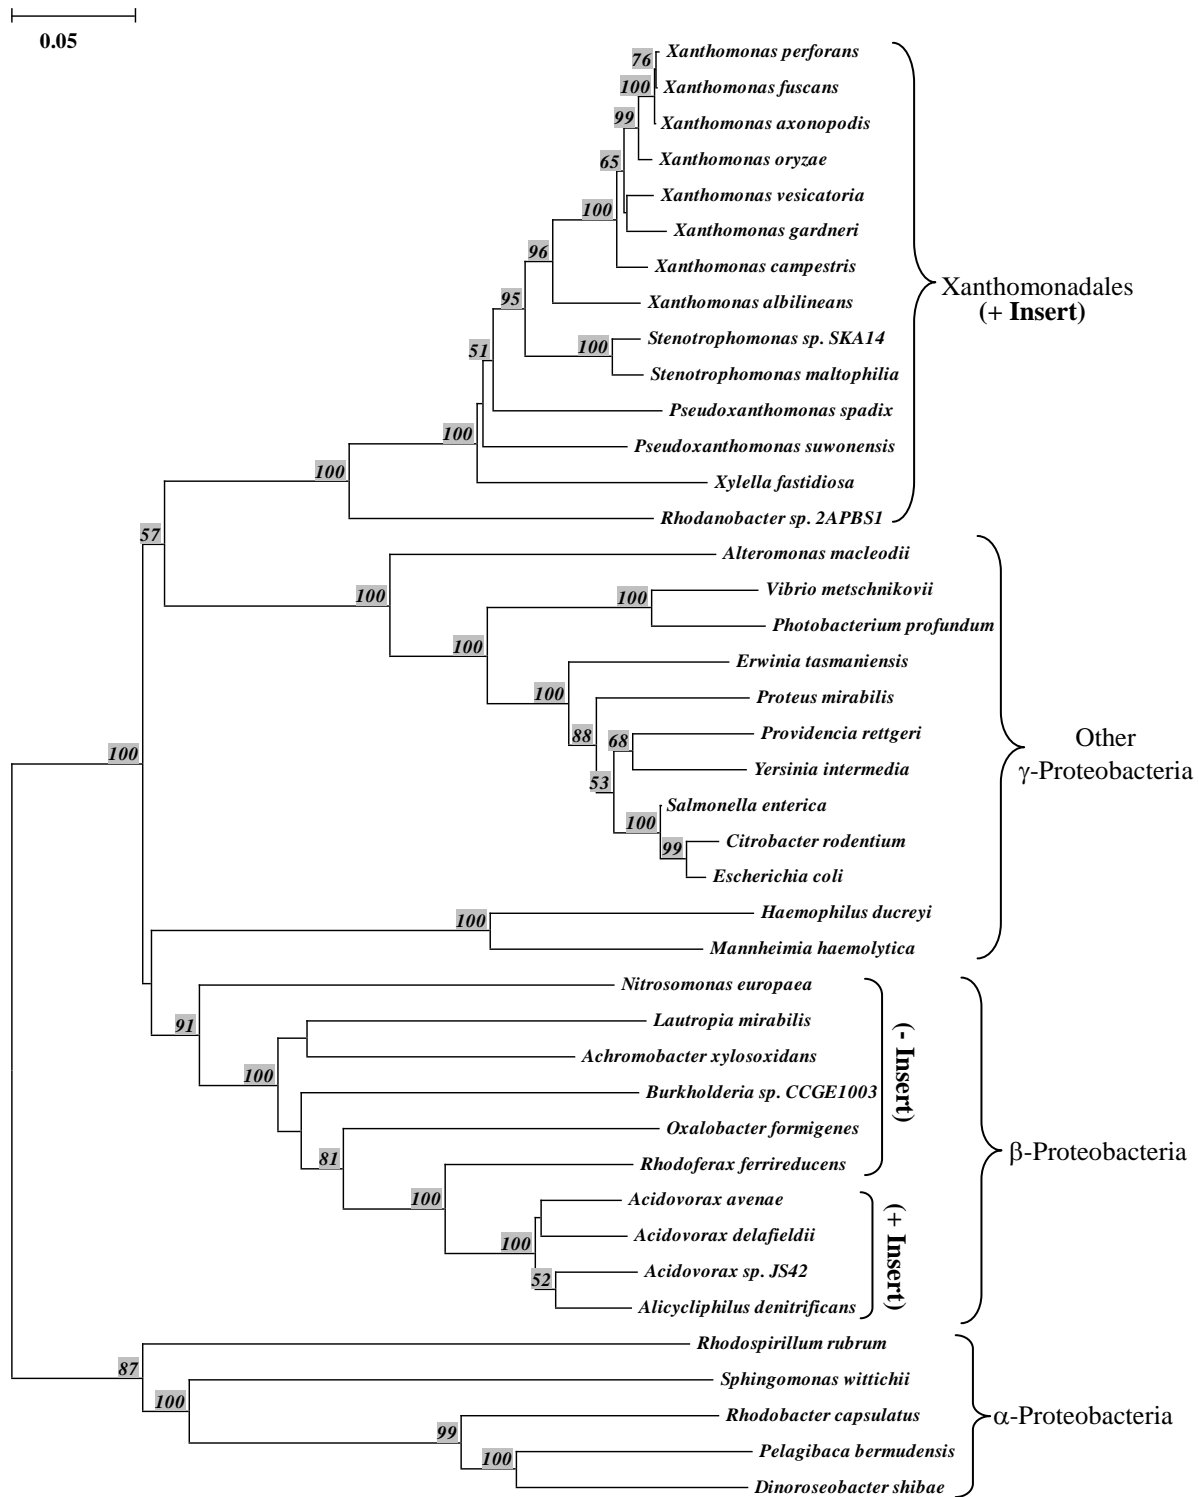 0.05
76
Xanthomonas perforans
100
Xanthomonas fuscans
99
Xanthomonas axonopodis
65
Xanthomonas oryzae
Xanthomonas vesicatoria
100
Xanthomonas gardneri
96
Xanthomonas campestris
95
Xanthomonas albilineans
Xanthomonadales
(+ Insert)
51
100
Stenotrophomonas sp. SKA14
Stenotrophomonas maltophilia
Pseudoxanthomonas spadix
100
Pseudoxanthomonas suwonensis
100
Xylella fastidiosa
Rhodanobacter sp. 2APBS1
57
Alteromonas macleodii
100
100
Vibrio metschnikovii
Photobacterium profundum
100
Erwinia tasmaniensis
100
Proteus mirabilis
88
68
Providencia rettgeri
Other
γ-Proteobacteria
100
53
Yersinia intermedia
Salmonella enterica
100
99
Citrobacter rodentium
Escherichia coli
100
Haemophilus ducreyi
Mannheimia haemolytica
Nitrosomonas europaea
91
Lautropia mirabilis
(- Insert)
100
Achromobacter xylosoxidans
Burkholderia sp. CCGE1003
Oxalobacter formigenes
81
β-Proteobacteria
Rhodoferax ferrireducens
100
Acidovorax avenae
100
Acidovorax delafieldii
(+ Insert)
52
Acidovorax sp. JS42
Alicycliphilus denitrificans
Rhodospirillum rubrum
87
Sphingomonas wittichii
100
Rhodobacter capsulatus
α-Proteobacteria
99
Pelagibaca bermudensis
100
Dinoroseobacter shibae